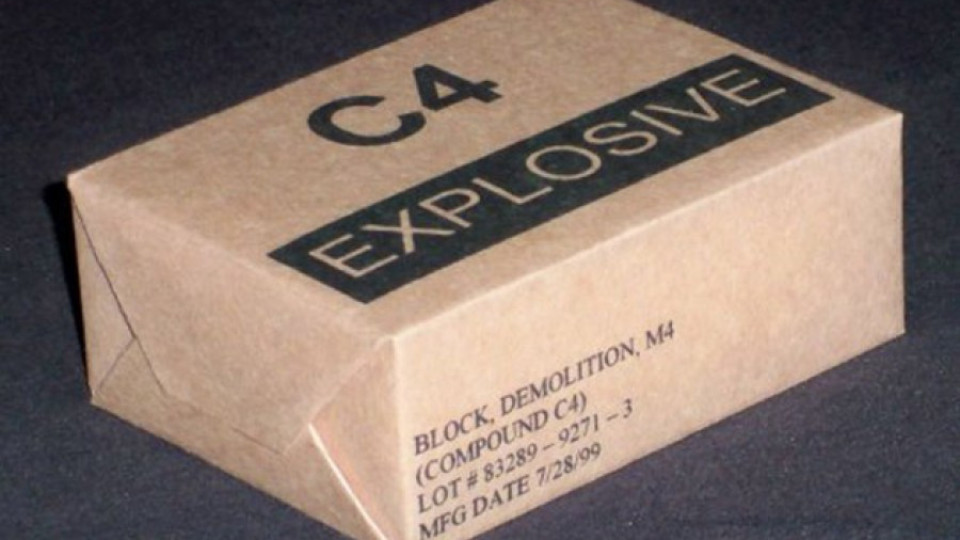 C4
EXPLOSIVE
BLOCK, DEMOLITION, M4
(COMPOUND C4)
LOT # 83289 – 9271 – 3
MFG DATE 7/28/99